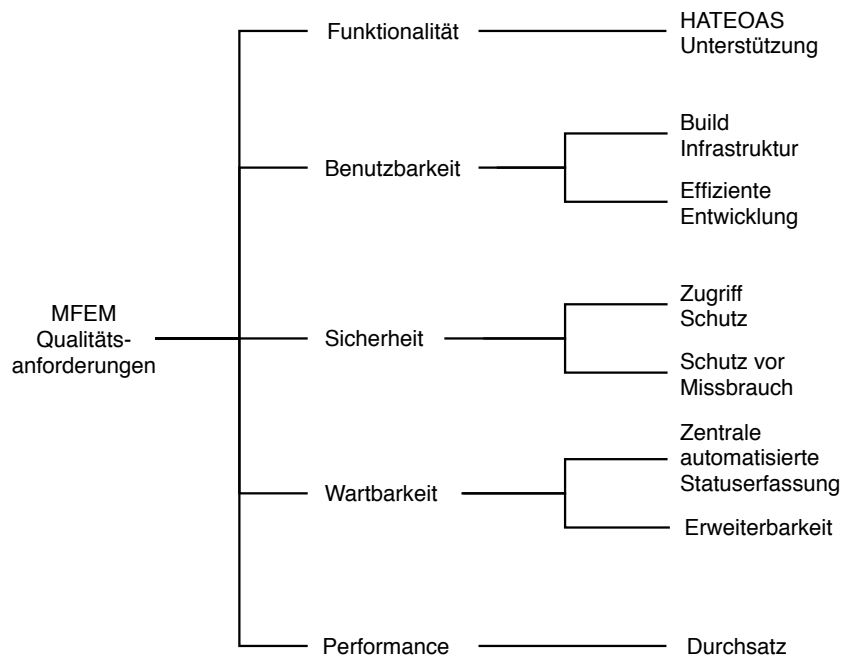 MFEM
Qualitäts-
anforderungen
Funktionalität
HATEOAS
Unterstützung
Benutzbarkeit
Build
Infrastruktur
Effiziente
Entwicklung
Sicherheit
Zugriff
Schutz
Schutz vor
Missbrauch
Wartbarkeit
Zentrale
automatisierte
Statuserfassung
Erweiterbarkeit
Performance
Durchsatz